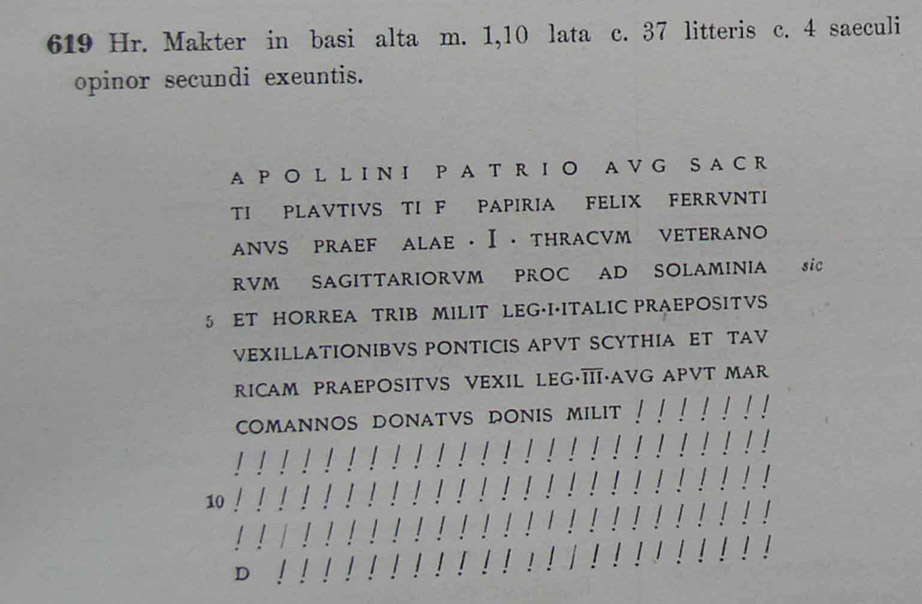 619 Hr. Makter in basi alta m. 1,10 lata c. 37 litteris c. 4 saeculi
opinor secundi exeuntis.
APOLLINI PATRIO AVG SACR
TI PLAVTIVS TI F PAPIRIA FELIX FERRVNTI
ANVS PRAEF ALAE · I · THRACVM VETERANO
RVM SAGITTARIORVM PROC AD SOLAMINIA sic
5 ET HORREA TRIB MILIT LEG·I·ITALIC PRAEPOSITVS
VEXILLATIONIBVS PONTICIS APVT SCYTHIA ET TAV
RICAM PRAEPOSITVS VEXIL LEG·III·AVG APVT MAR
COMANNOS DONATVS DONIS MILIT / / / / / / /
/ / / / / / / / / / / / / / / / / / / / / / / / /
10 / / / / / / / / / / / / / / / / / / / / / / / / /
/ / / / / / / / / / / / / / / / / / / / / / / / /
D / / / / / / / / / / / / / / / / / / / / / / /